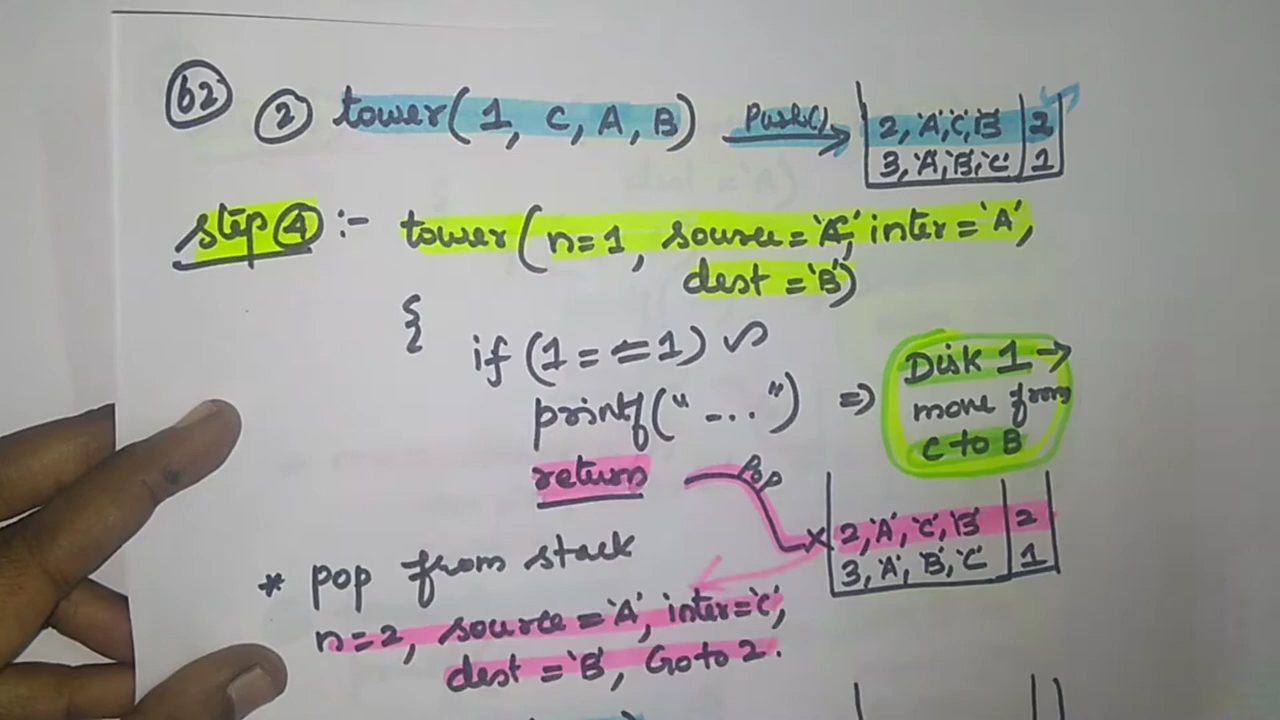 62 ② tower(1, C, A, B) Push()
2, 'A', 'C', 'B' 2
3, 'A', 'B', 'C' 1
step ④ :- tower(n=1, source='C', inter='A',
dest='B')
{
if (1==1)
printf("-...") ⇒
return
Disk 1 →
move from
C to B
Pop
2, 'A', 'C', 'B' 2
3, 'A', 'B', 'C' 1
* pop from stack
n=2, source='A', inter='C',
dest='B', Go to 2.